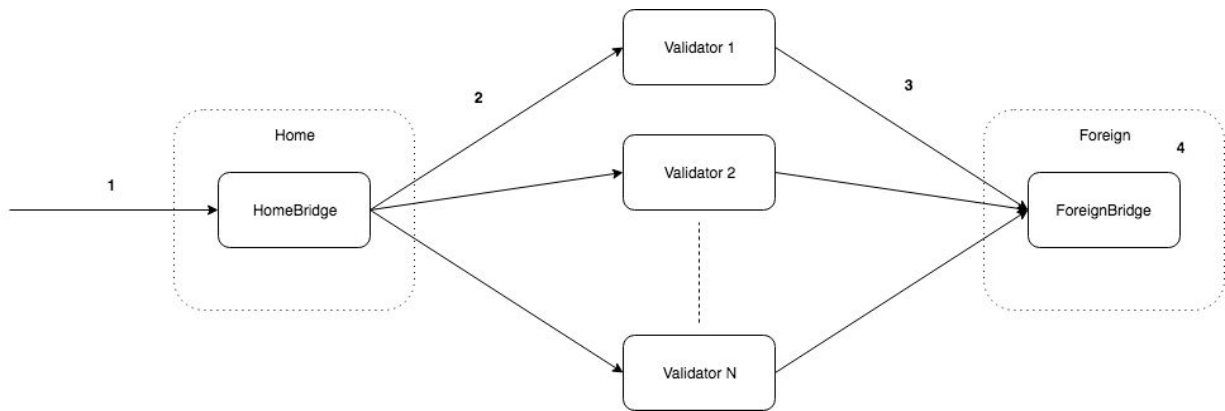 Validator 1
2
3
Home
Foreign
4
Validator 2
1
HomeBridge
ForeignBridge
Validator N